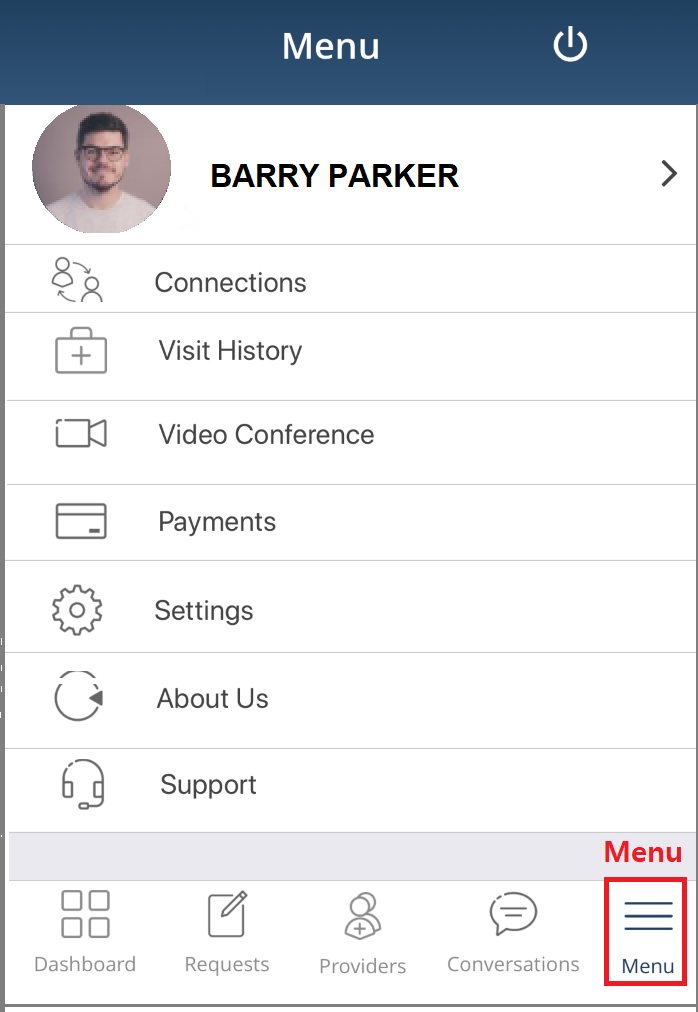 Menu
BARRY PARKER
Connections
Visit History
Video Conference
Payments
Settings
About Us
Support
Menu
Dashboard
Requests
Providers
Conversations
Menu